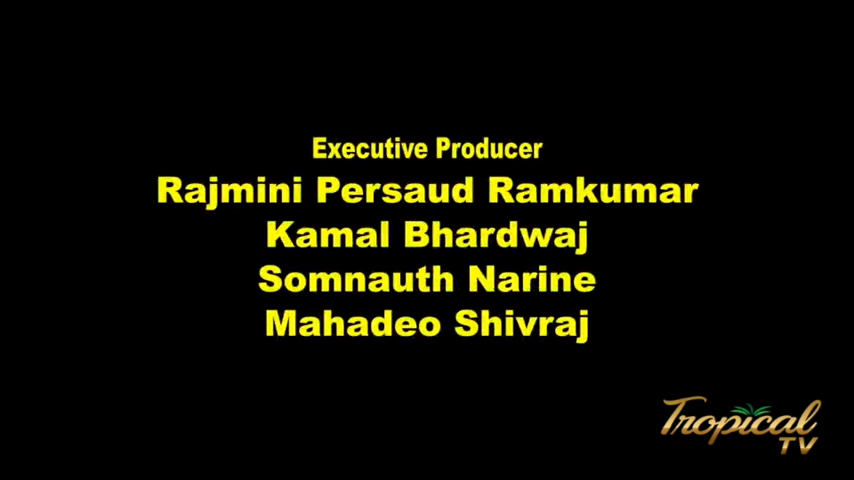 Executive Producer
Rajmini Persaud Ramkumar
Kamal Bhardwaj
Somnauth Narine
Mahadeo Shivraj
Tropical
TV